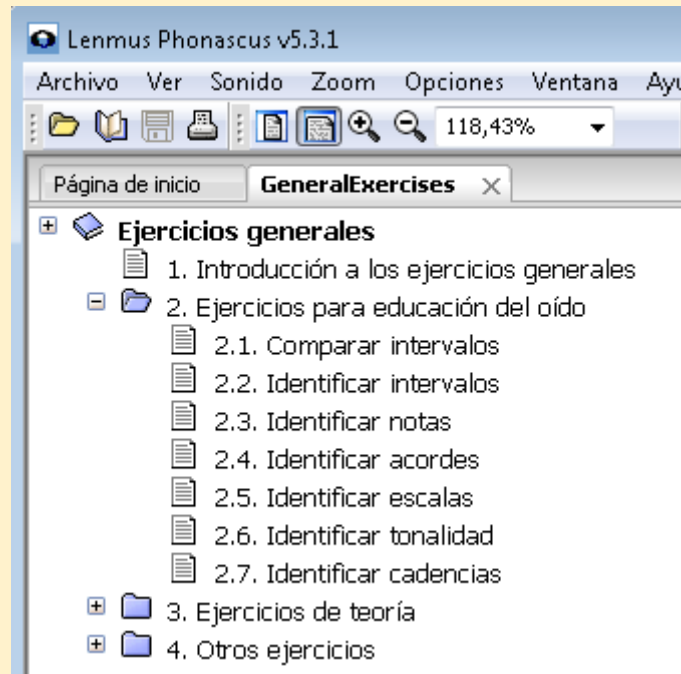 Lenmus Phonascus v5.3.1
Archivo Ver Sonido Zoom Opciones Ventana
118,43%
Página de inicio GeneralExercises
Ejercicios generales
1. Introducción a los ejercicios generales
2. Ejercicios para educación del oído
2.1. Comparar intervalos
2.2. Identificar intervalos
2.3. Identificar notas
2.4. Identificar acordes
2.5. Identificar escalas
2.6. Identificar tonalidad
2.7. Identificar cadencias
3. Ejercicios de teoría
4. Otros ejercicios